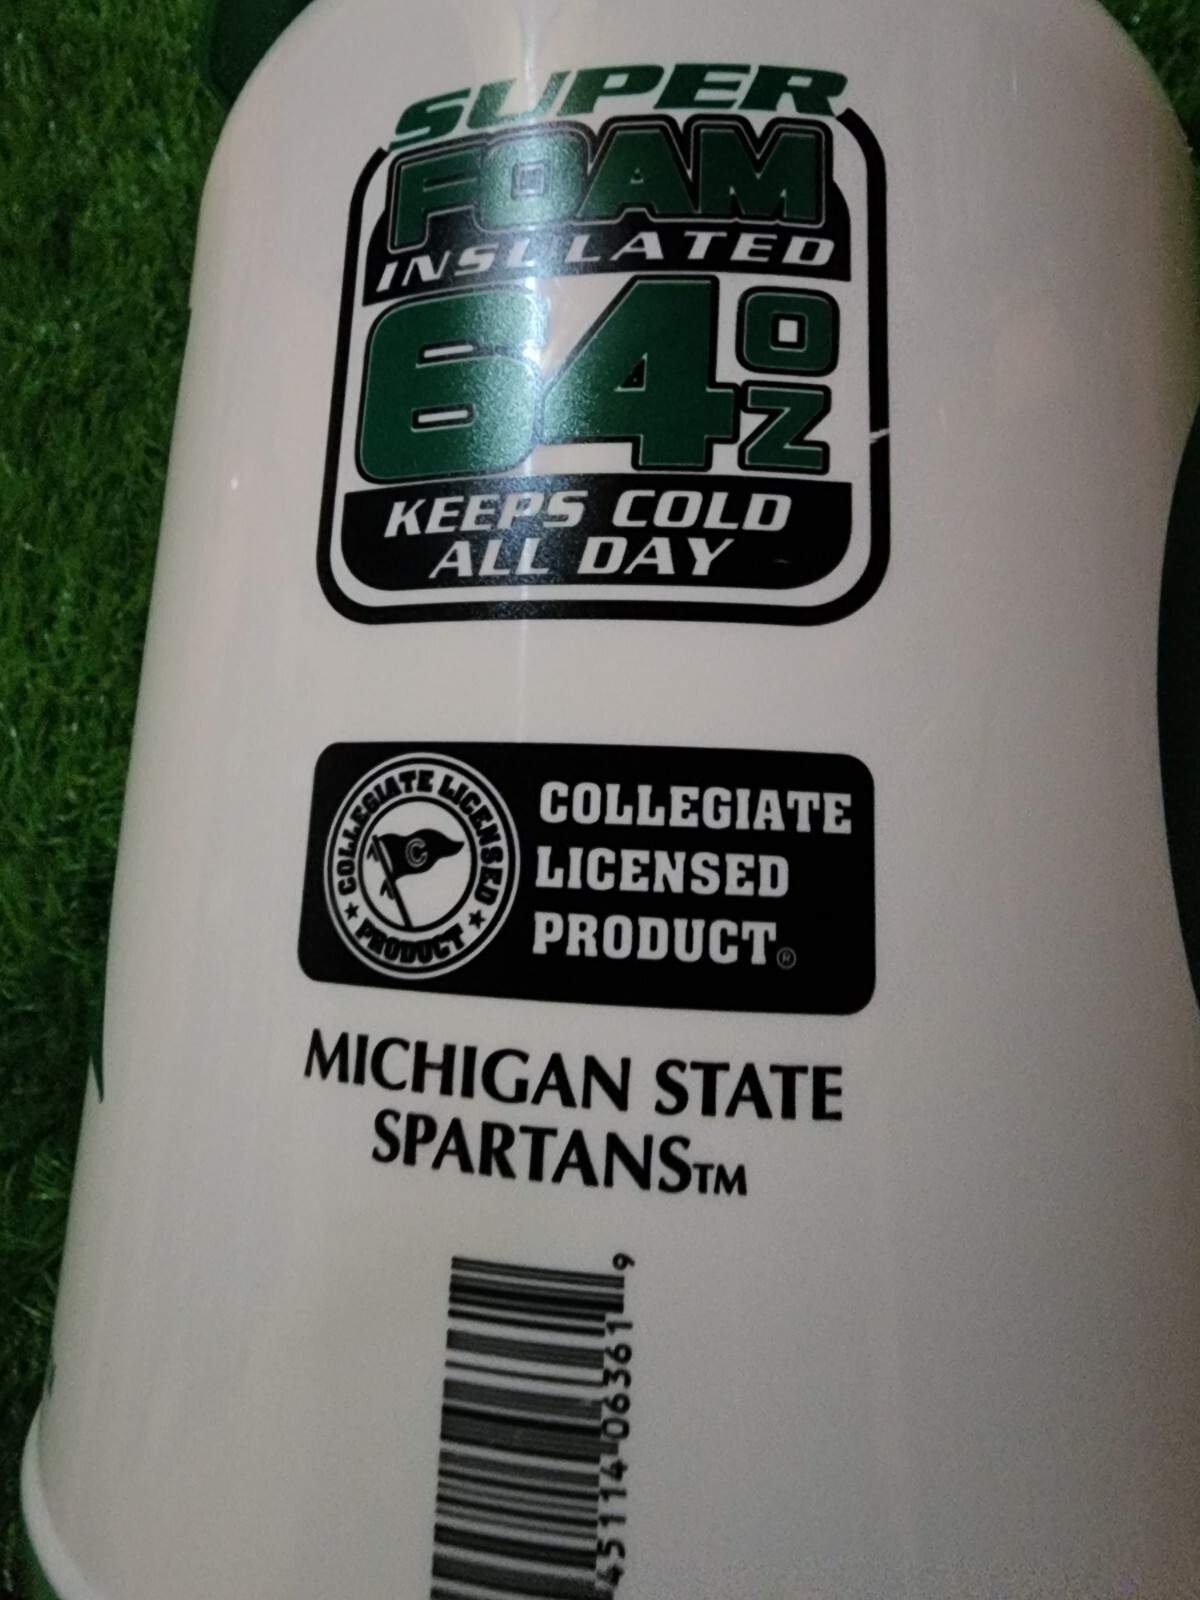 SUPER
FOAM
INSULATED
64 OZ
KEEPS COLD
ALL DAY
COLLEGIATE LICENSED
PRODUCT
C
COLLEGIATE
LICENSED
PRODUCT®
MICHIGAN STATE
SPARTANS™
45114 06361 9